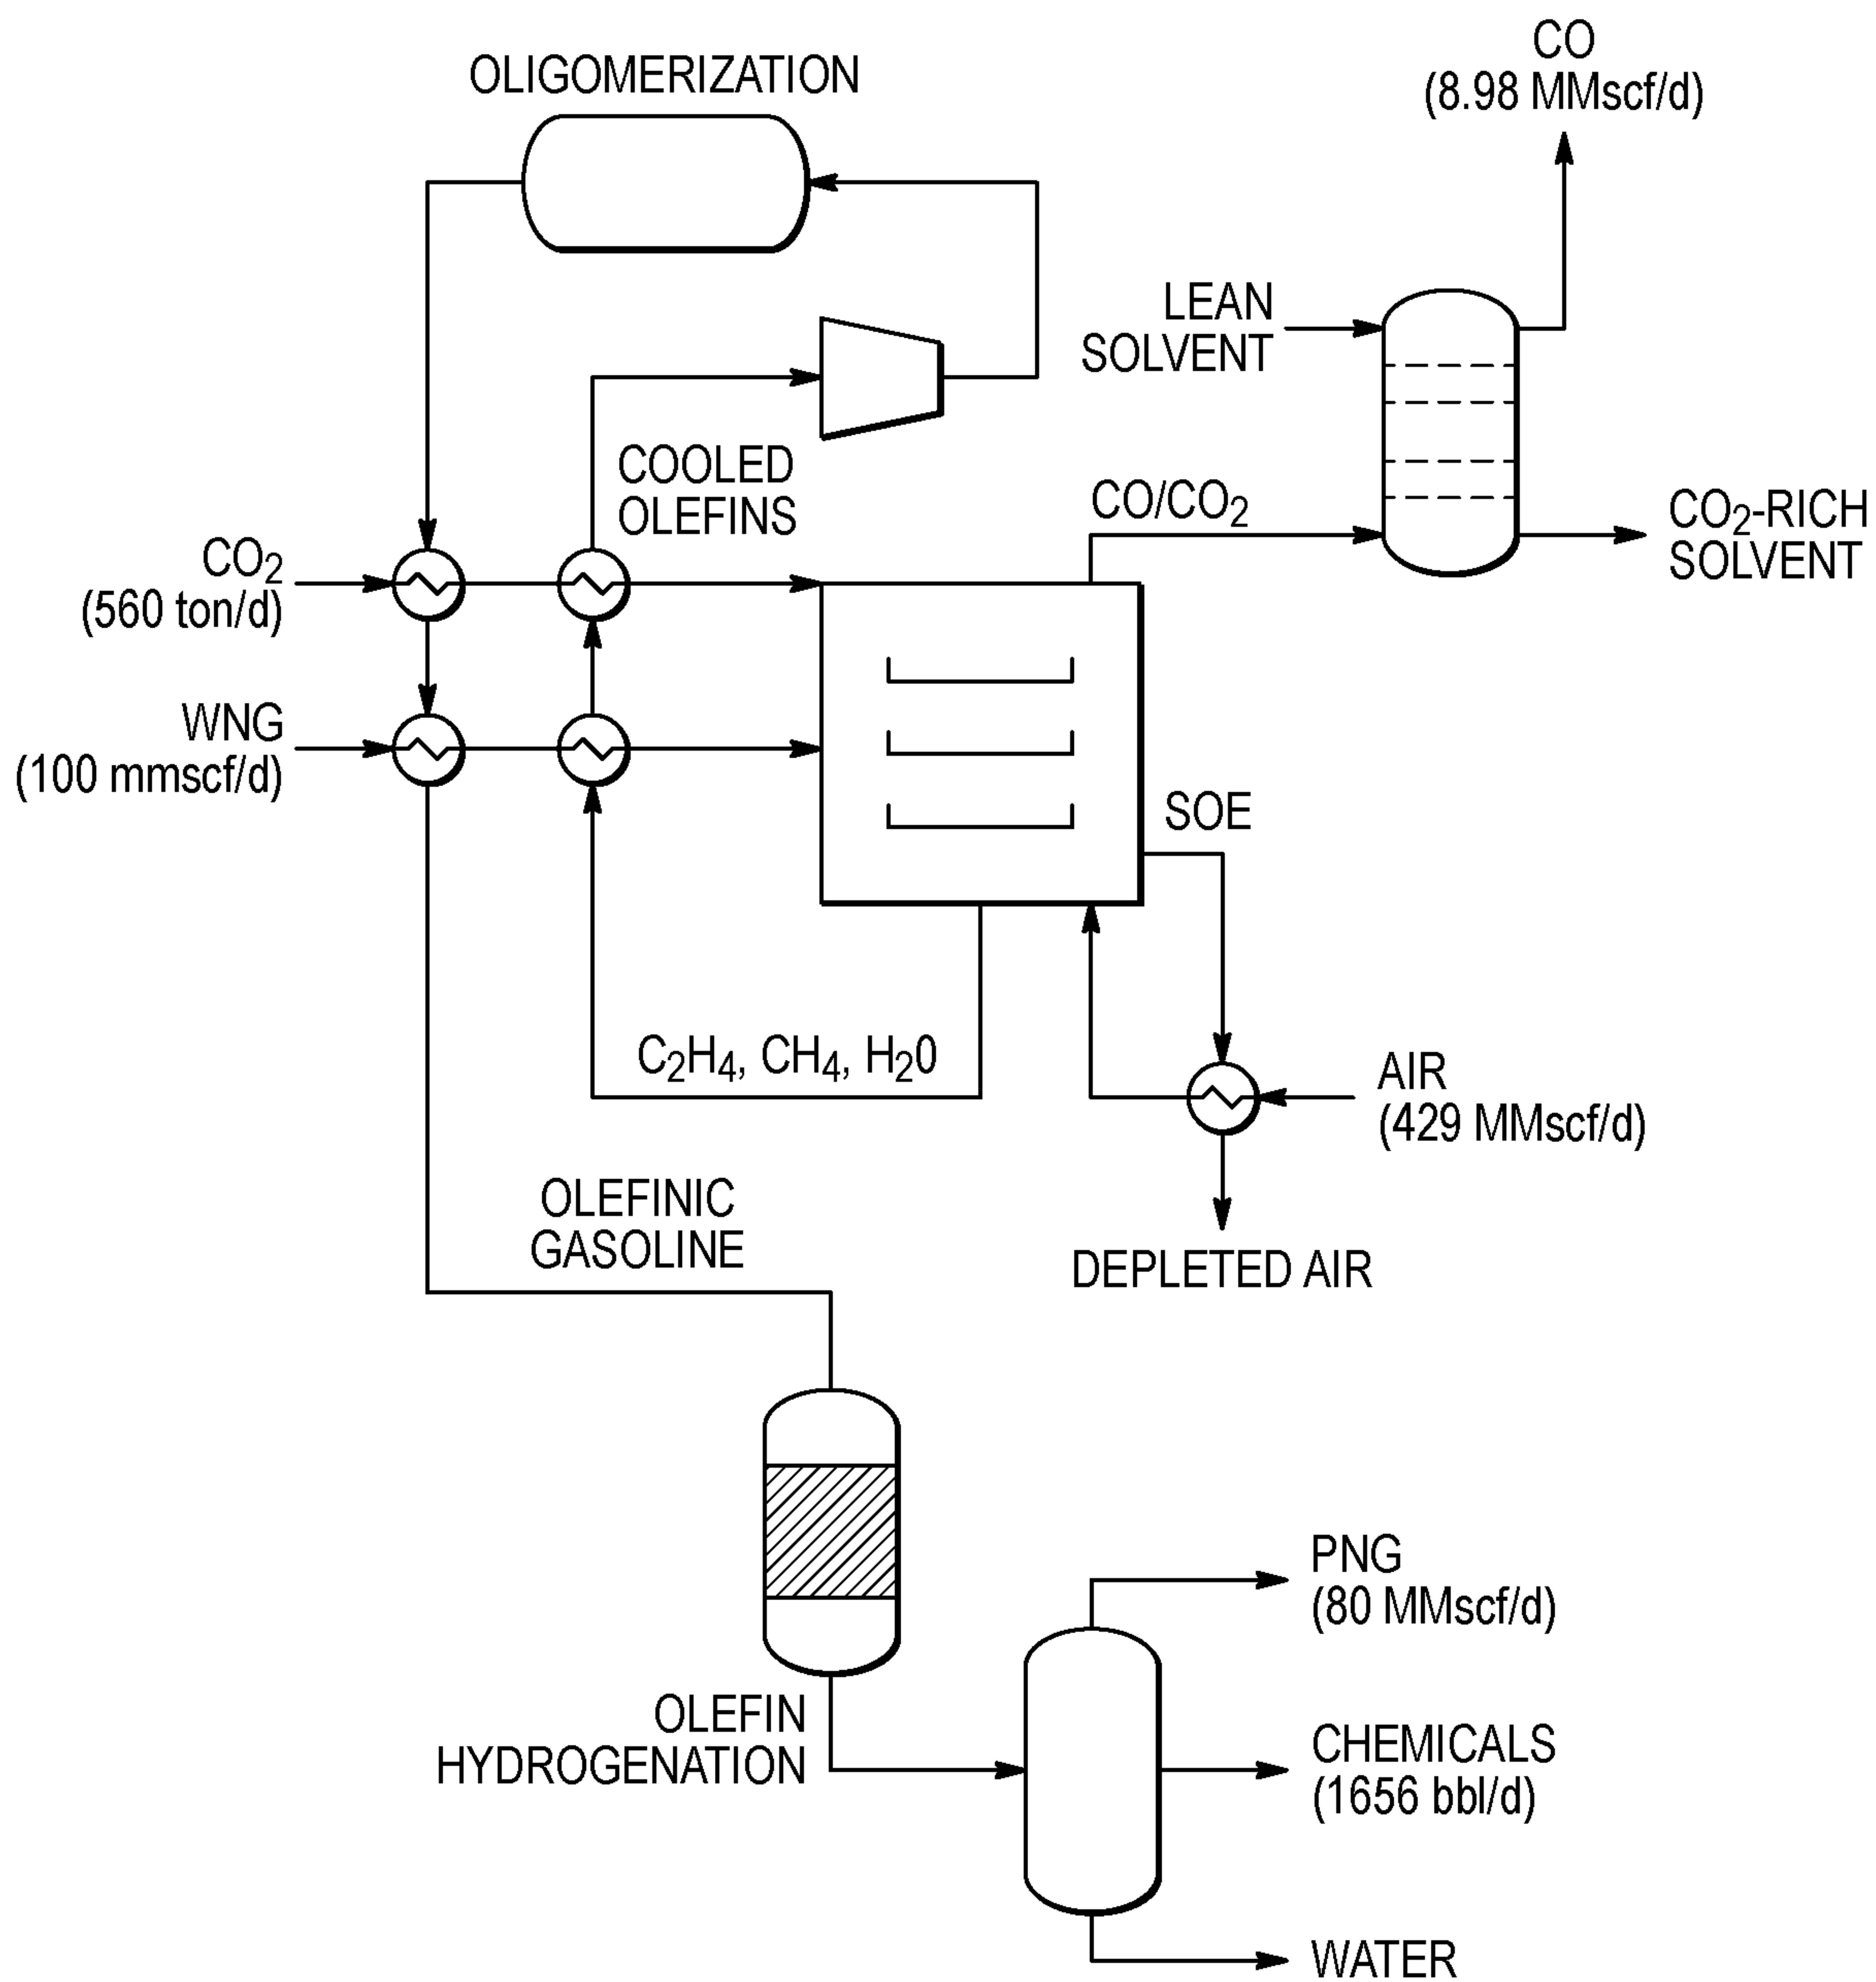 CO
(8.98 MMscf/d)
OLIGOMERIZATION
LEAN
SOLVENT
COOLED
OLEFINS
CO/CO₂
CO₂-RICH
SOLVENT
CO₂
(560 ton/d)
WNG
(100 mmscf/d)
SOE
C₂H₄, CH₄, H₂0
AIR
(429 MMscf/d)
OLEFINIC
GASOLINE
DEPLETED AIR
PNG
(80 MMscf/d)
OLEFIN
HYDROGENATION
CHEMICALS
(1656 bbl/d)
WATER